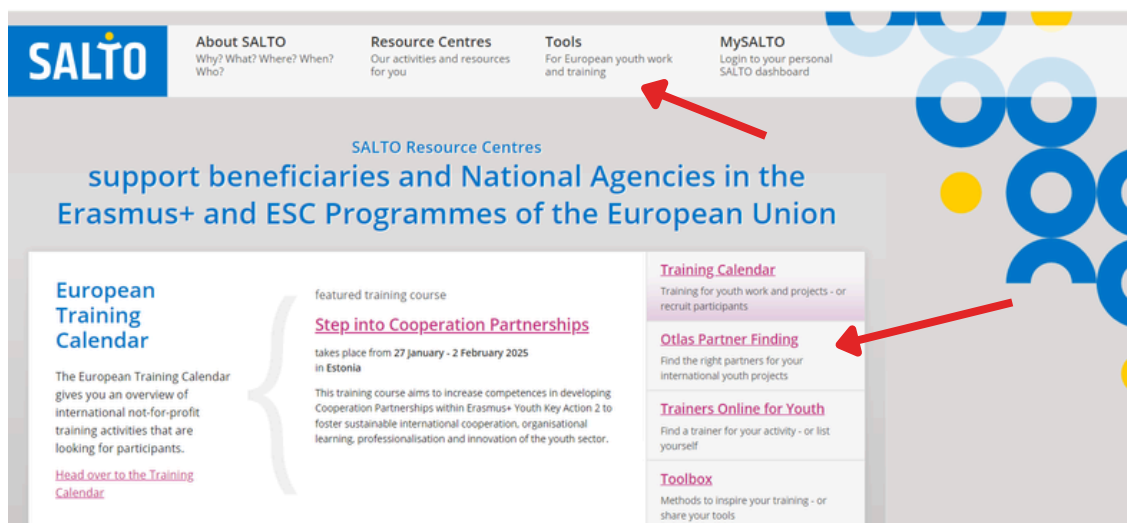 SALTO
About SALTO
Why? What? Where? When?
Who?
Resource Centres
Our activities and resources
for you
Tools
For European youth work
and training
MySALTO
Login to your personal
SALTO dashboard
SALTO Resource Centres
support beneficiaries and National Agencies in the
Erasmus+ and ESC Programmes of the European Union
European
Training
Calendar
The European Training Calendar
gives you an overview of
international not-for-profit
training activities that are
looking for participants.
Head over to the Training
Calendar
featured training course
Step into Cooperation Partnerships
takes place from 27 January - 2 February 2025
in Estonia
This training course aims to increase competences in developing
Cooperation Partnerships within Erasmus+ Youth Key Action 2 to
foster sustainable international cooperation, organisational
learning, professionalisation and innovation of the youth sector.
Training Calendar
Training for youth work and projects - or
recruit participants
Otlas Partner Finding
Find the right partners for your
international youth projects
Trainers Online for Youth
Find a trainer for your activity - or list
yourself
Toolbox
Methods to inspire your training - or
share your tools